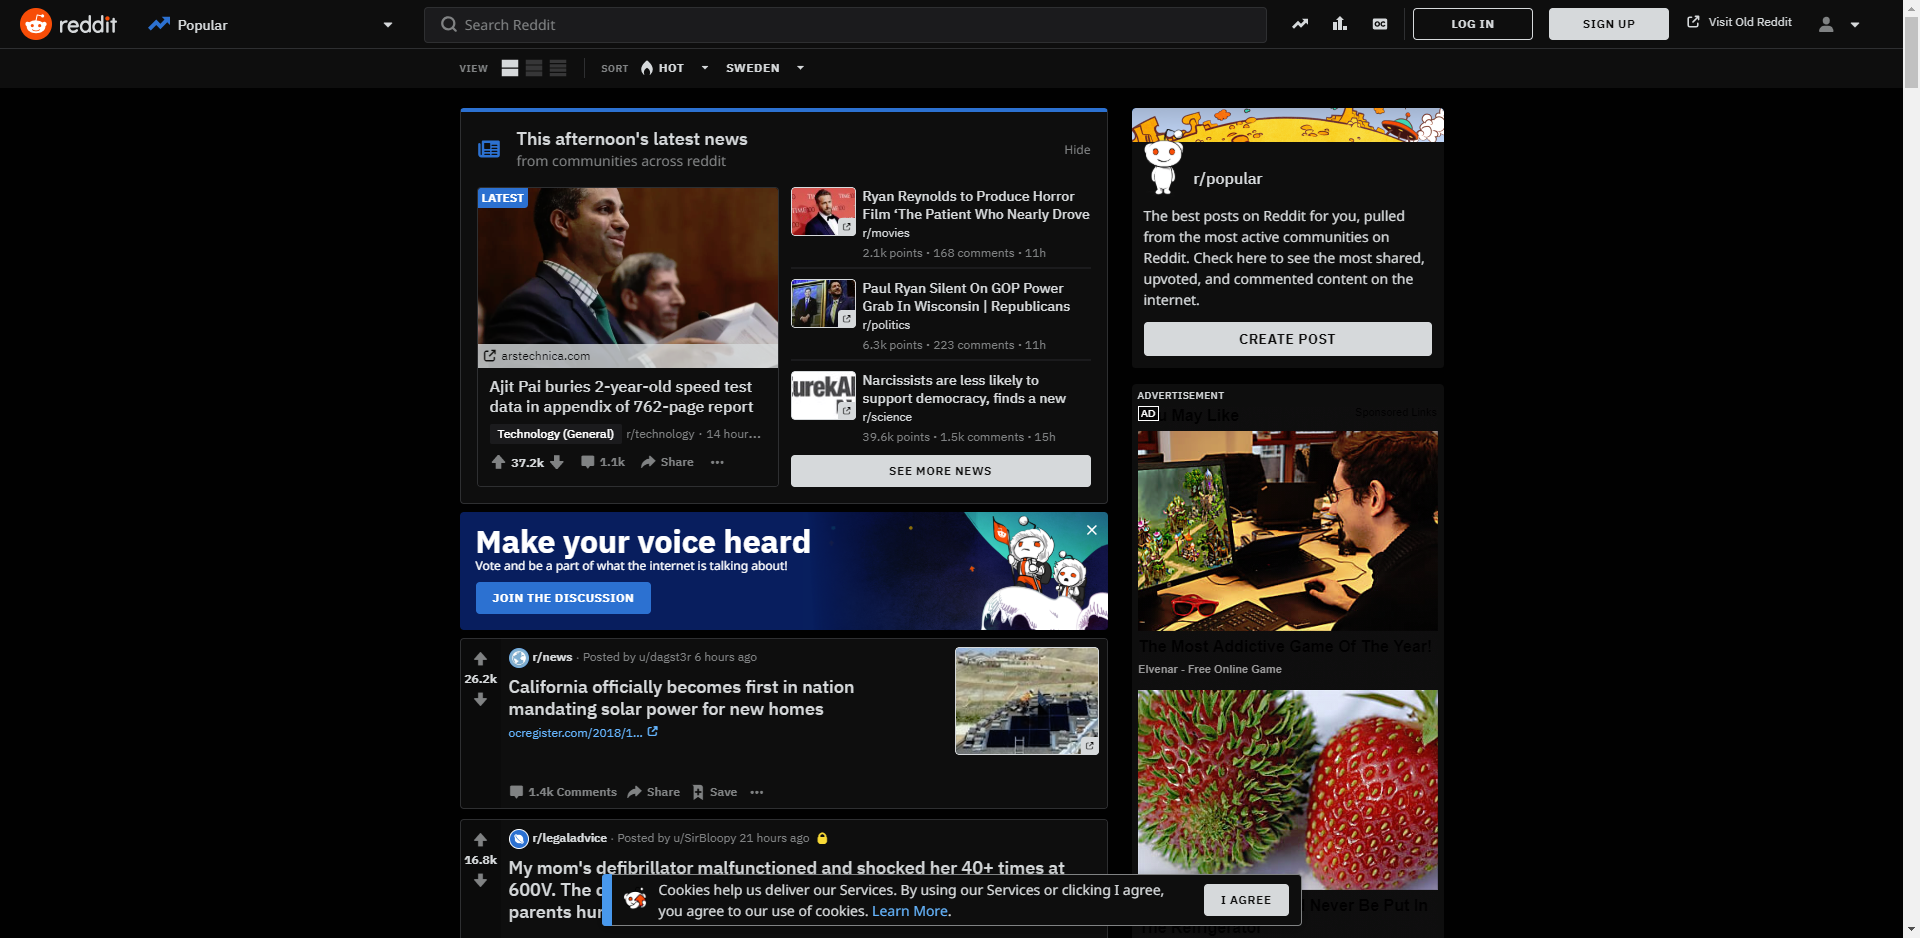 reddit
Popular
Search Reddit
LOG IN
SIGN UP
Visit Old Reddit
VIEW
SORT
HOT
SWEDEN
This afternoon's latest news
from communities across reddit
Hide
LATEST
arstechnica.com
Ajit Pai buries 2-year-old speed test
data in appendix of 762-page report
Technology (General) r/technology · 14 hour...
37.2k
1.1k
Share
Ryan Reynolds to Produce Horror
Film ‘The Patient Who Nearly Drove
r/movies
2.1k points · 168 comments · 11h
Paul Ryan Silent On GOP Power
Grab In Wisconsin | Republicans
r/politics
6.3k points · 223 comments · 11h
Narcissists are less likely to
support democracy, finds a new
r/science
39.6k points · 1.5k comments · 15h
SEE MORE NEWS
Make your voice heard
Vote and be a part of what the internet is talking about!
JOIN THE DISCUSSION
26.2k
r/news · Posted by u/dagst3r 6 hours ago
California officially becomes first in nation
mandating solar power for new homes
ocregister.com/2018/1...
1.4k Comments
Share
Save
16.8k
r/legaladvice · Posted by u/SirBloopy 21 hours ago
My mom's defibrillator malfunctioned and shocked her 40+ times at
600V. The
parents
r/popular
The best posts on Reddit for you, pulled
from the most active communities on
Reddit. Check here to see the most shared,
upvoted, and commented content on the
internet.
CREATE POST
ADVERTISEMENT
AD
May Like
Sponsored Links
The Most Addictive Game Of The Year!
Elvenar - Free Online Game
Never Be Put In
The Refrigerator
Cookies help us deliver our Services. By using our Services or clicking I agree,
you agree to our use of cookies. Learn More.
I AGREE